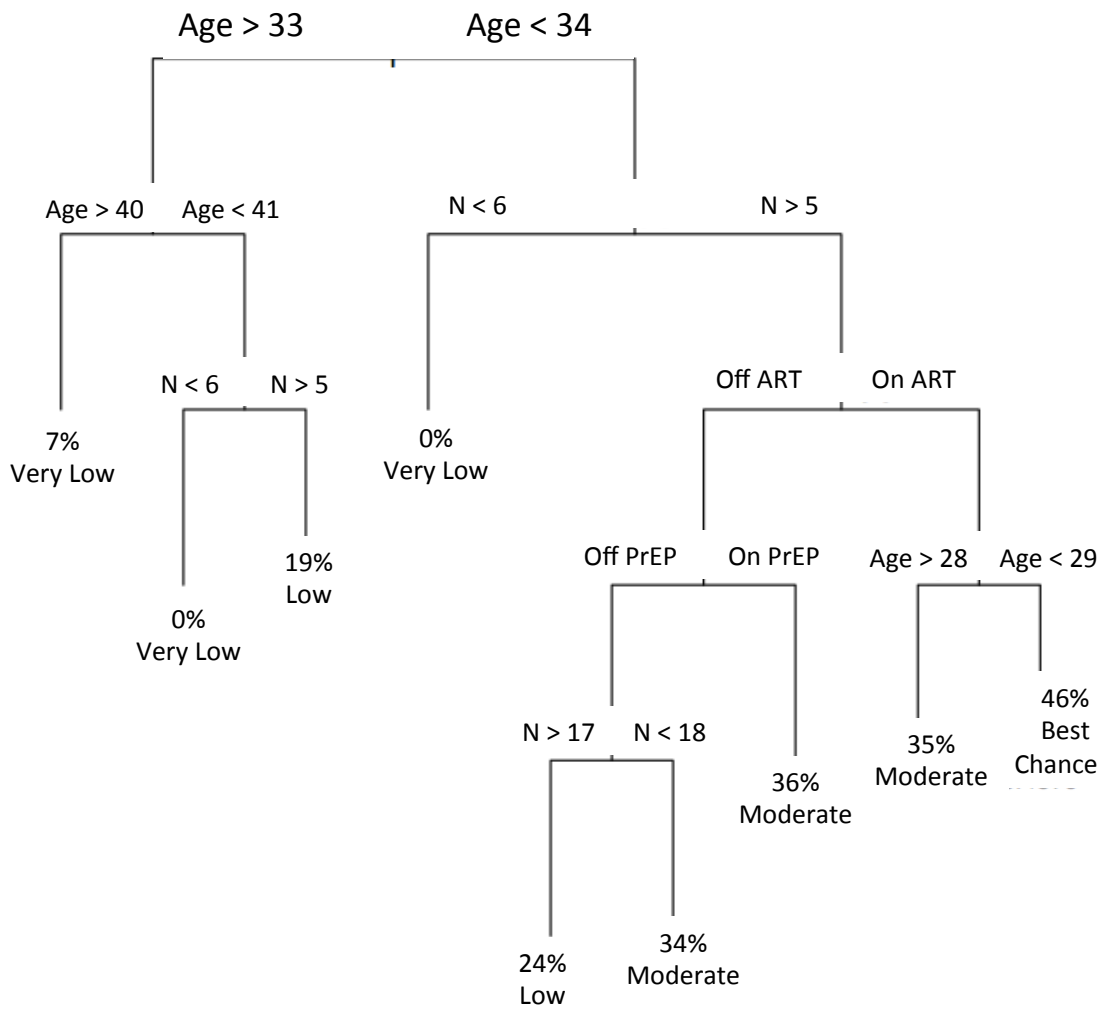 Age > 33 Age < 34
Age > 40 Age < 41
N < 6 N > 5
N < 6 N > 5
Off ART On ART
7%
Very Low
0%
Very Low
Off PrEP On PrEP
Age > 28 Age < 29
19%
Low
0%
Very Low
N > 17 N < 18
36%
Moderate
35%
Moderate
46%
Best
Chance
24%
Low
34%
Moderate